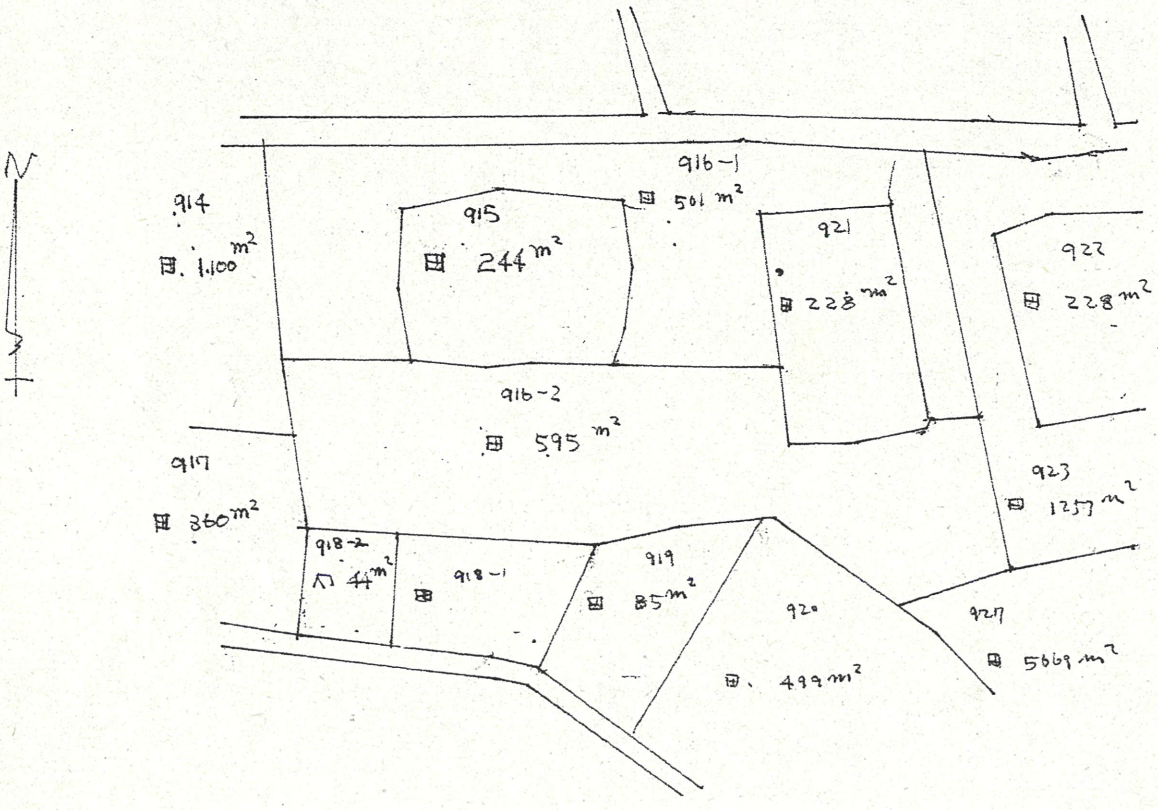 N
916-1
田 501 m²
914
田. 1.100 m²
915
田 244 m²
921
田 228 m²
922
田 228 m²
916-2
田 595 m²
917
田 360 m²
923
田 1257 m²
918-2
44 m²
918-1
田
919
田 85 m²
920
田. 499 m²
927
田 5669 m²